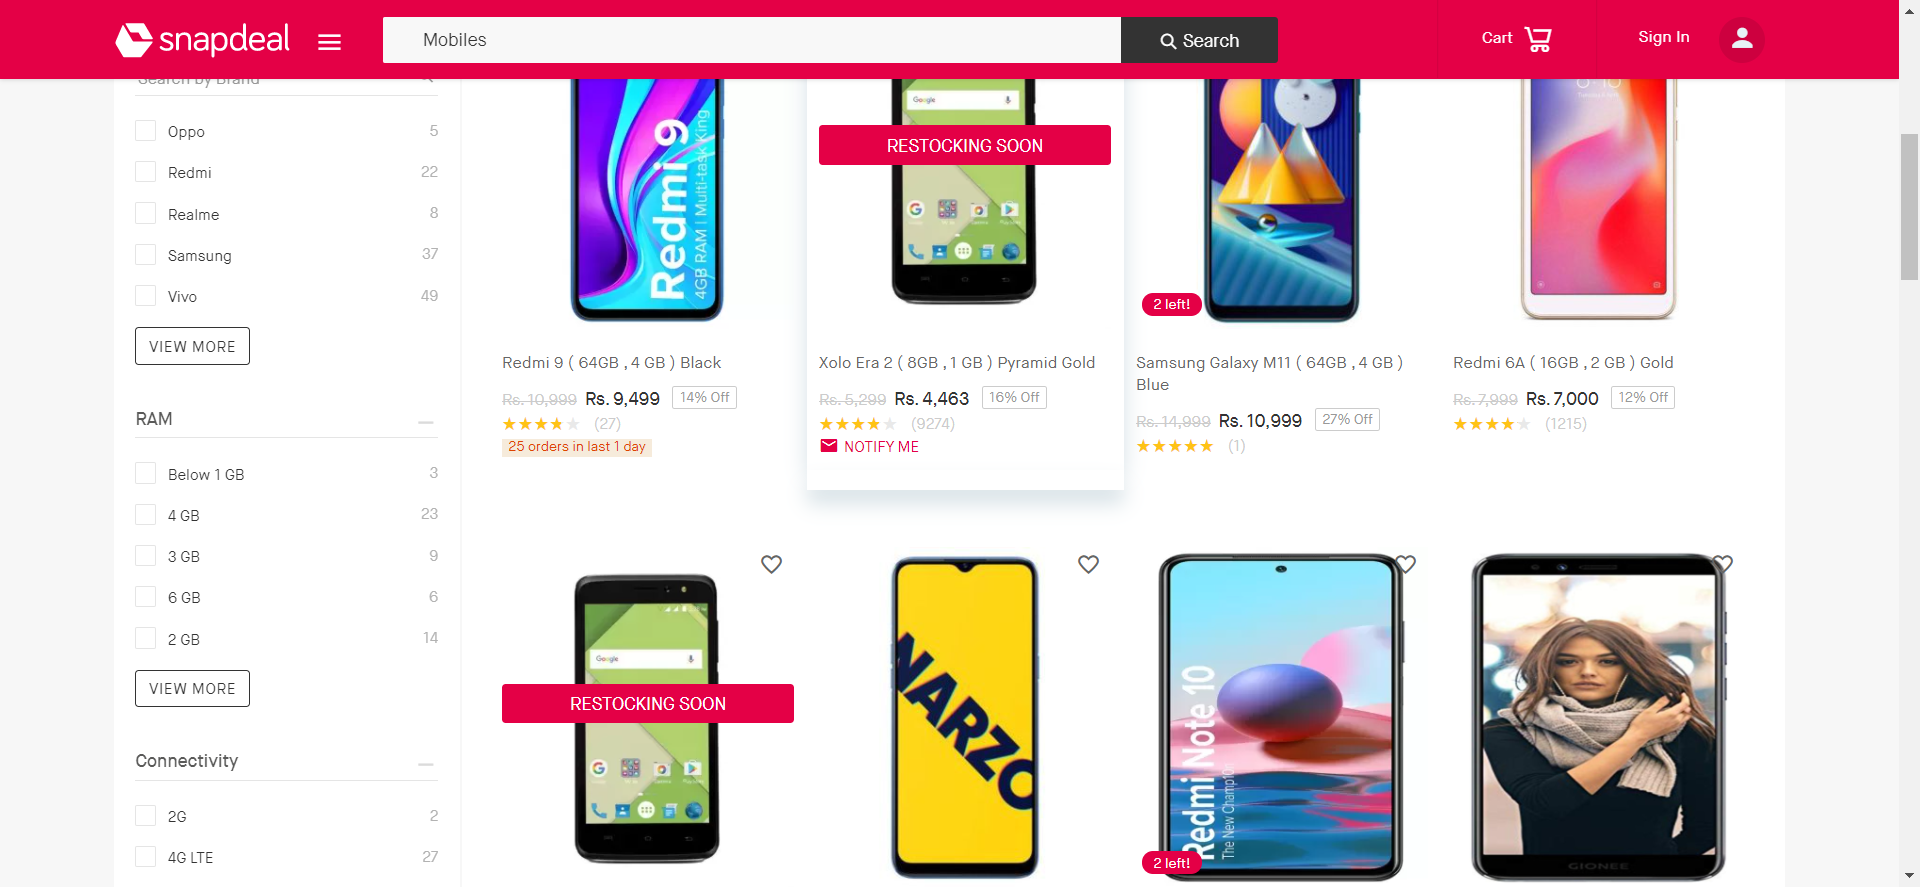 snapdeal
Mobiles
Search
Cart
Sign In
Search by Brand
Oppo 5
Redmi 22
Realme 8
Samsung 37
Vivo 49
VIEW MORE
RAM
Below 1 GB 3
4 GB 23
3 GB 9
6 GB 6
2 GB 14
VIEW MORE
Connectivity
2G 2
4G LTE 27
Redmi 9
4GB RAM | Multi-task King
Redmi 9 ( 64GB , 4 GB ) Black
Rs. 10,999 Rs. 9,499 14% Off
(27)
25 orders in last 1 day
Google
RESTOCKING SOON
Xolo Era 2 ( 8GB , 1 GB ) Pyramid Gold
Rs. 5,299 Rs. 4,463 16% Off
(9274)
NOTIFY ME
2 left!
Samsung Galaxy M11 ( 64GB , 4 GB )
Blue
Rs. 14,999 Rs. 10,999 27% Off
(1)
Redmi 6A ( 16GB , 2 GB ) Gold
Rs. 7,999 Rs. 7,000 12% Off
(1215)
Google
RESTOCKING SOON
NARZO
Redmi Note 10
The New Champ10n
2 left!
GIONEE